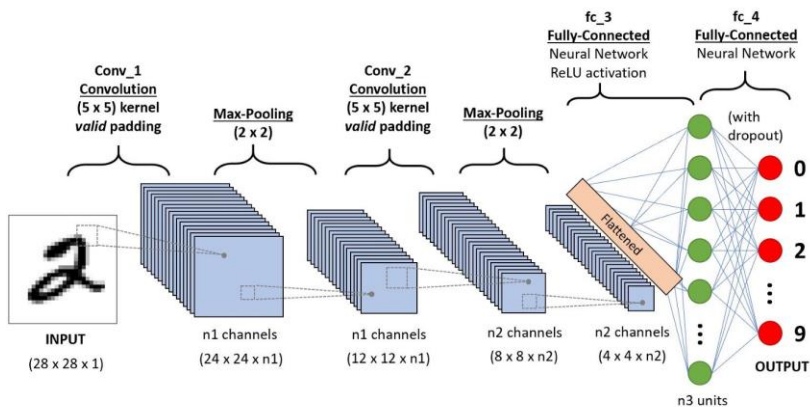 fc_3
Fully-Connected
Neural Network
ReLU activation
fc_4
Fully-Connected
Neural Network
Conv_1
Convolution
(5 x 5) kernel
valid padding
Max-Pooling
(2 x 2)
Conv_2
Convolution
(5 x 5) kernel
valid padding
Max-Pooling
(2 x 2)
(with
dropout)
Flattened
2
0
1
2
9
INPUT
(28 x 28 x 1)
n1 channels
(24 x 24 x n1)
n1 channels
(12 x 12 x n1)
n2 channels
(8 x 8 x n2)
n2 channels
(4 x 4 x n2)
OUTPUT
n3 units